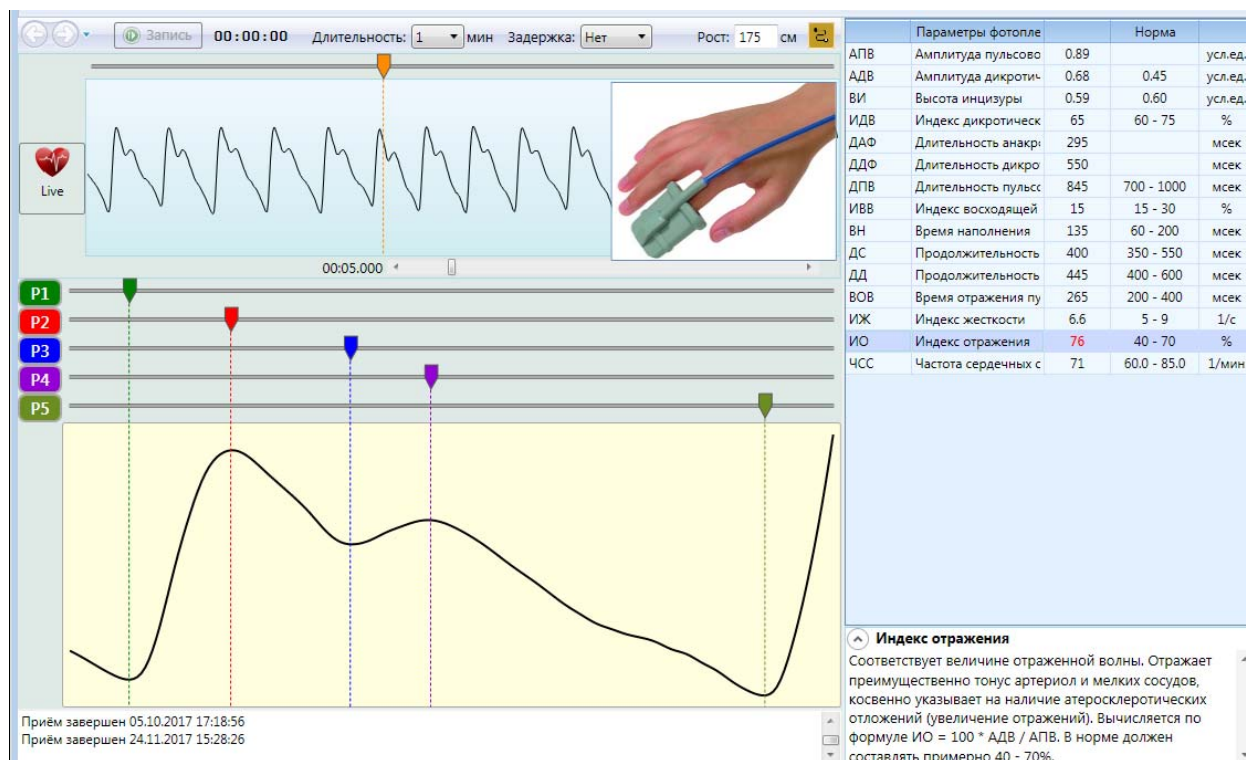 Запись 00:00:00 Длительность: 1 мин Задержка: Нет Рост: 175 см
Live
00:05.000
P1
P2
P3
P4
P5
Приём завершен 05.10.2017 17:18:56
Приём завершен 24.11.2017 15:28:26
Параметры фотопле Норма
АПВ Амплитуда пульсово 0.89 усл.ед.
АДВ Амплитуда дикротич 0.68 0.45 усл.ед.
ВИ Высота инцизуры 0.59 0.60 усл.ед.
ИДВ Индекс дикротическ 65 60 - 75 %
ДАФ Длительность анакр 295 мсек
ДДФ Длительность дикро 550 мсек
ДПВ Длительность пульсо 845 700 - 1000 мсек
ИВВ Индекс восходящей 15 15 - 30 %
ВН Время наполнения 135 60 - 200 мсек
ДС Продолжительность 400 350 - 550 мсек
ДД Продолжительность 445 400 - 600 мсек
ВОВ Время отражения пу 265 200 - 400 мсек
ИЖ Индекс жесткости 6.6 5 - 9 1/с
ИО Индекс отражения 76 40 - 70 %
ЧСС Частота сердечных с 71 60.0 - 85.0 1/мин
Индекс отражения
Соответствует величине отраженной волны. Отражает
преимущественно тонус артериол и мелких сосудов,
косвенно указывает на наличие атеросклеротических
отложений (увеличение отражений). Вычисляется по
формуле ИО = 100 * АДВ / АПВ. В норме должен
составлять примерно 40 - 70%.